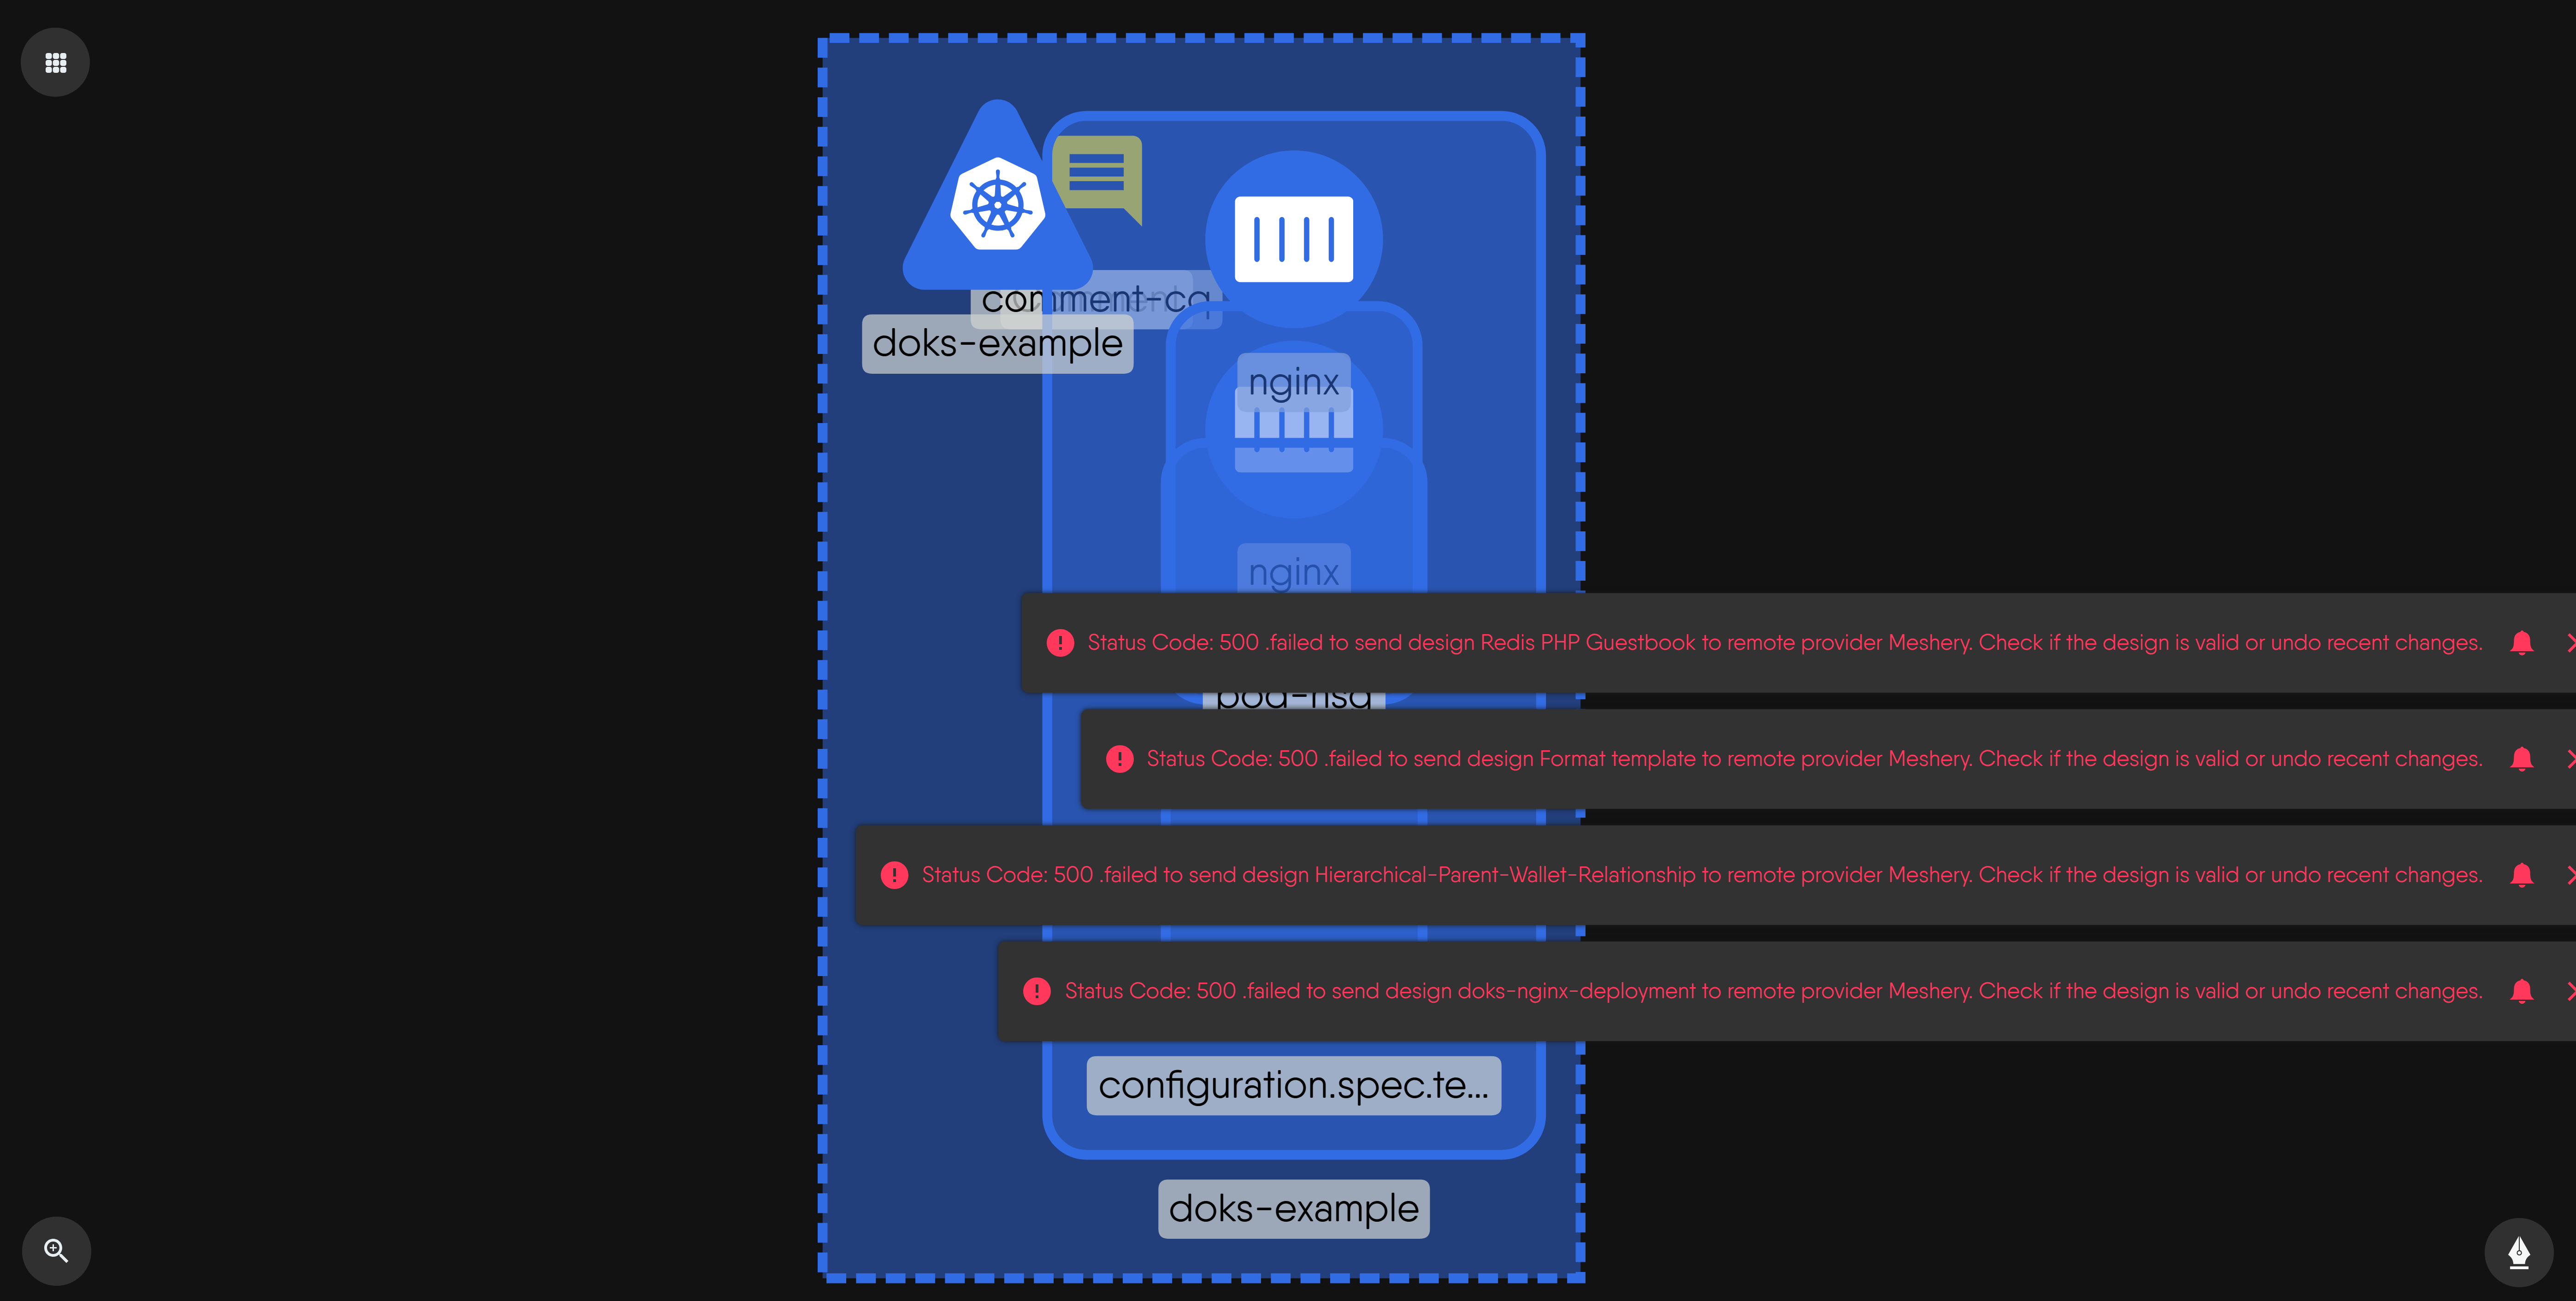 comment-cq
doks-example
nginx
nginx
Status Code: 500 .failed to send design Redis PHP Guestbook to remote provider Meshery. Check if the design is valid or undo recent changes.
pod-nsq
Status Code: 500 .failed to send design Format template to remote provider Meshery. Check if the design is valid or undo recent changes.
Status Code: 500 .failed to send design Hierarchical-Parent-Wallet-Relationship to remote provider Meshery. Check if the design is valid or undo recent changes.
Status Code: 500 .failed to send design doks-nginx-deployment to remote provider Meshery. Check if the design is valid or undo recent changes.
configuration.spec.te...
doks-example